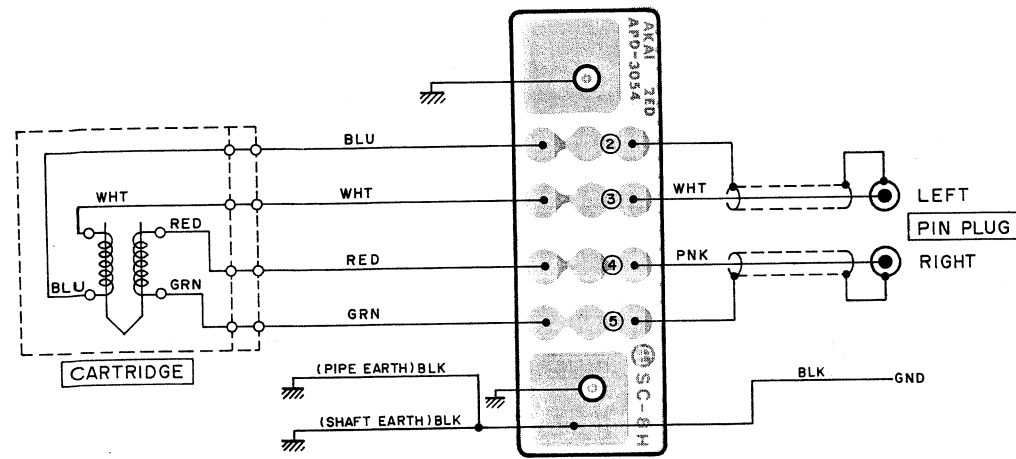 AKAI 2ED
APD-3054
BLU
②
WHT
WHT
③
WHT
LEFT
PIN PLUG
RED
RED
④
PNK
RIGHT
BLU
GRN
GRN
⑤
CARTRIDGE
(PIPE EARTH) BLK
SC-8H
BLK
GND
(SHAFT EARTH) BLK